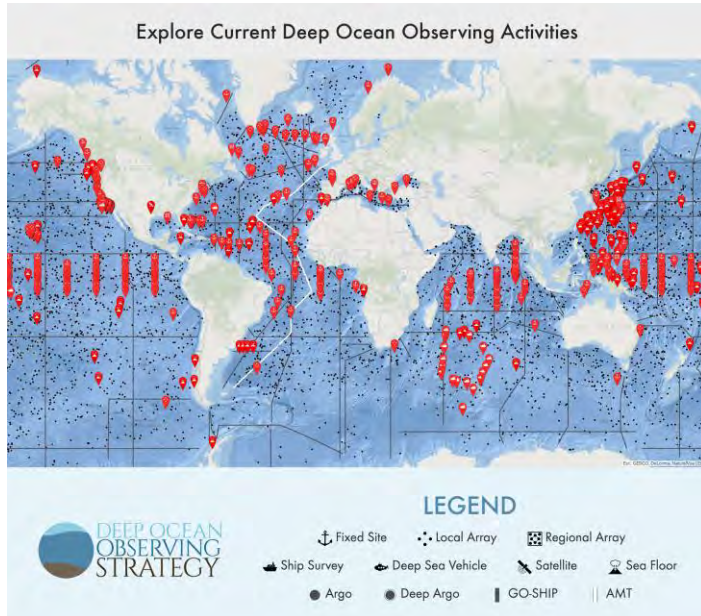 Explore Current Deep Ocean Observing Activities
LEGEND
DEEP OCEAN
OBSERVING
STRATEGY
Fixed Site
Local Array
Regional Array
Ship Survey
Deep Sea Vehicle
Satellite
Sea Floor
Argo
Deep Argo
GO-SHIP
AMT